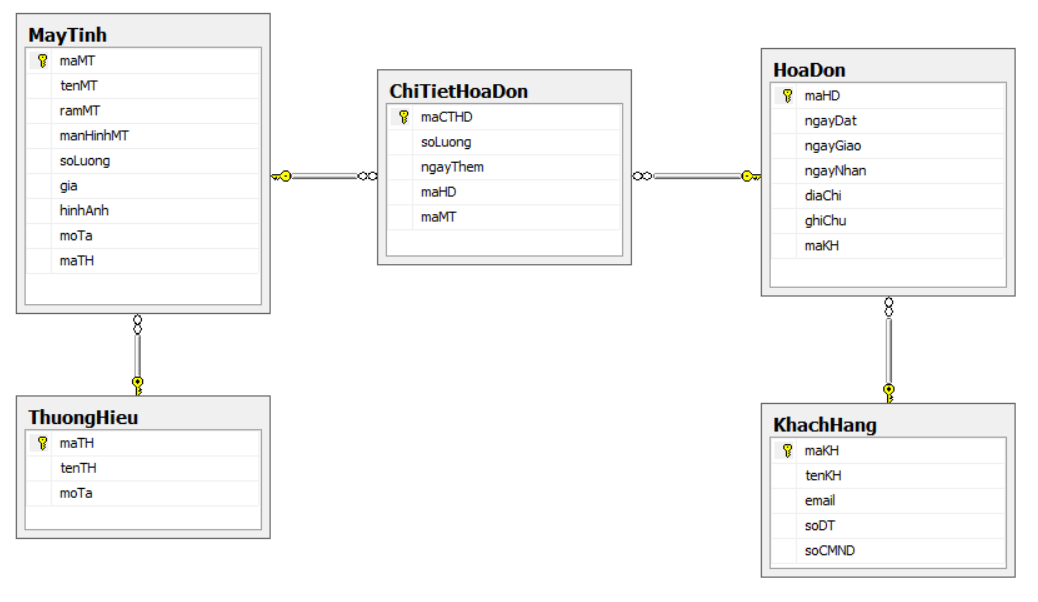 MayTinh
maMT
tenMT
ramMT
manHinhMT
soLuong
gia
hinhAnh
moTa
maTH
ChiTietHoaDon
maCTHD
soLuong
ngayThem
maHD
maMT
HoaDon
maHD
ngayDat
ngayGiao
ngayNhan
diaChi
ghiChu
maKH
ThuongHieu
maTH
tenTH
moTa
KhachHang
maKH
tenKH
email
soDT
soCMND